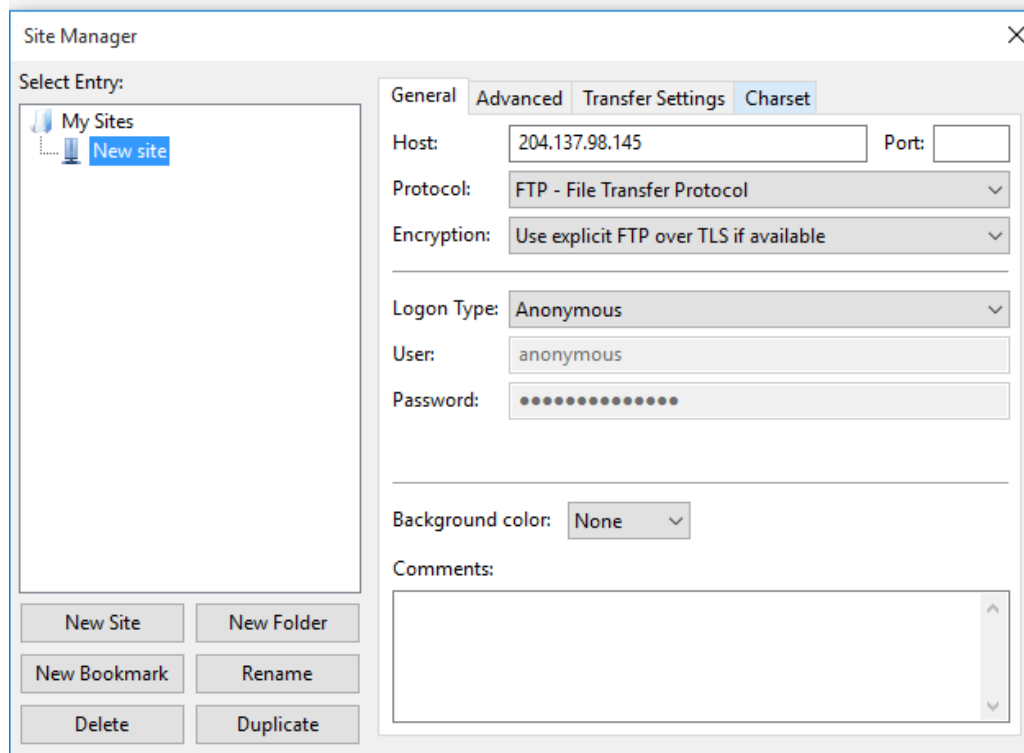 Site Manager
Select Entry:
My Sites
New site
New Site
New Folder
New Bookmark
Rename
Delete
Duplicate
General
Advanced
Transfer Settings
Charset
Host:
204.137.98.145
Port:
Protocol:
FTP - File Transfer Protocol
Encryption:
Use explicit FTP over TLS if available
Logon Type:
Anonymous
User:
anonymous
Password:
●●●●●●●●●●●●●●
Background color:
None
Comments: